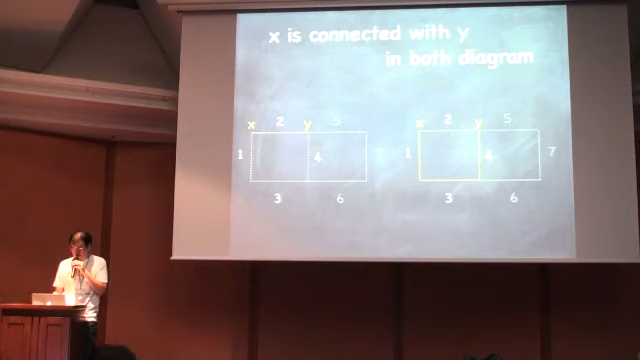 x is connected with y
in both diagram
x 2 y 5 x 2 y 5
1 4 1 4 7
3 6 3 6